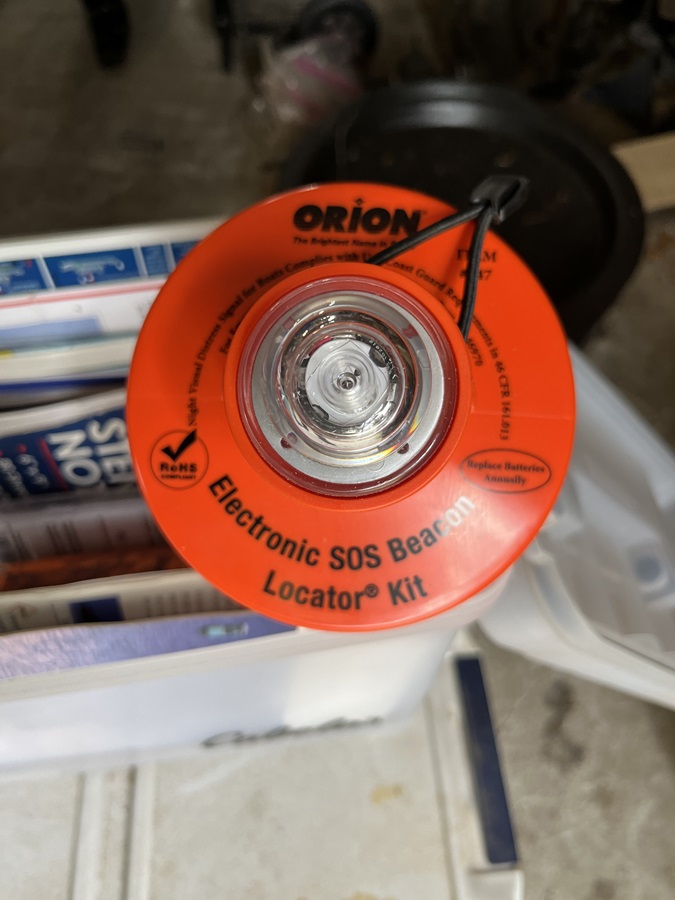 ORION
The Brightest Name In
ITEM
Night Visual Distress Signal for Boats Complies with U.S. Coast Guard Requirements in 46 CFR 161.013
RoHS
COMPLIANT
Replace Batteries
Annually
Electronic SOS Beacon
Locator® Kit
NO